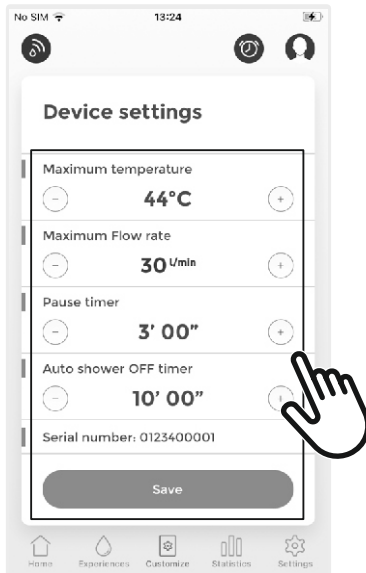 No SIM 13:24
Device settings
Maximum temperature
- 44°C +
Maximum Flow rate
- 30 l/min +
Pause timer
- 3' 00" +
Auto shower OFF timer
- 10' 00" +
Serial number: 0123400001
Save
Home Experiences Customize Statistics Settings